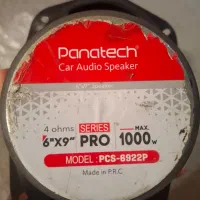 Panatech®
Car Audio Speaker
4 ohms
6"X9"
SERIES
PRO
MAX.
1000w
MODEL : PCS-6922P
Made in P.R.C